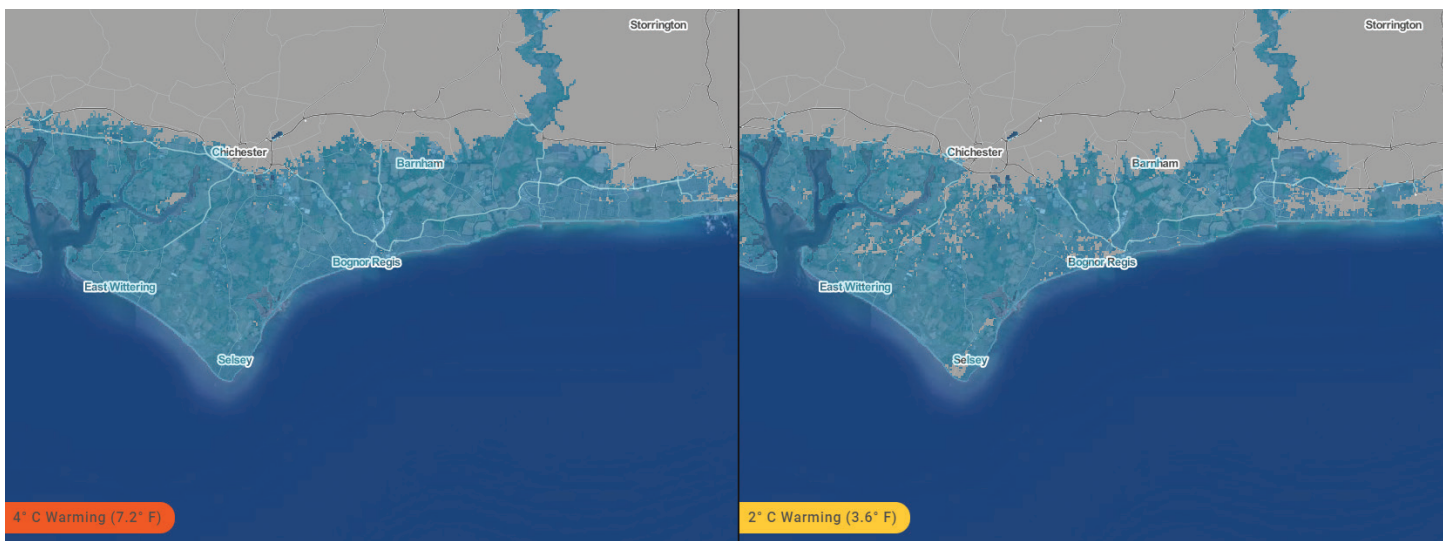 Storrington
Chichester
Barnham
Bognor Regis
East Wittering
Selsey
4° C Warming (7.2° F)
Storrington
Chichester
Barnham
Bognor Regis
East Wittering
Selsey
2° C Warming (3.6° F)